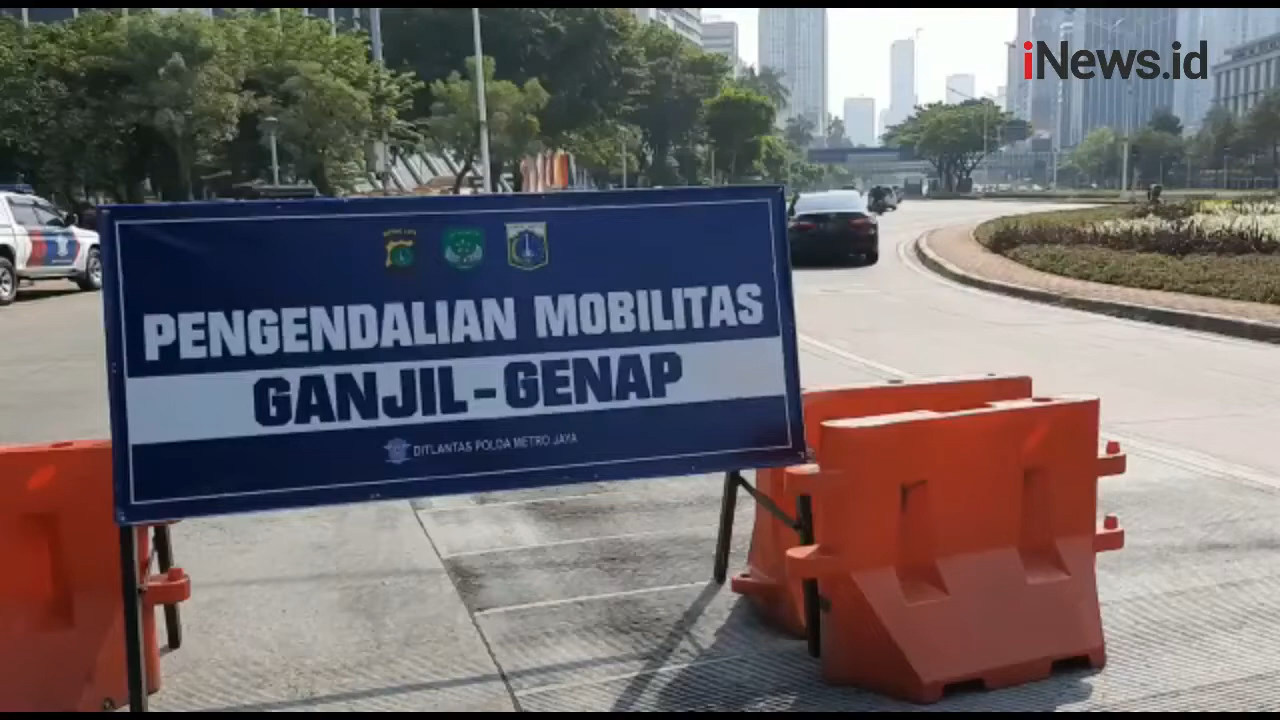 iNews.id
PENGENDALIAN MOBILITAS
GANJIL-GENAP
DITLANTAS POLDA METRO JAYA